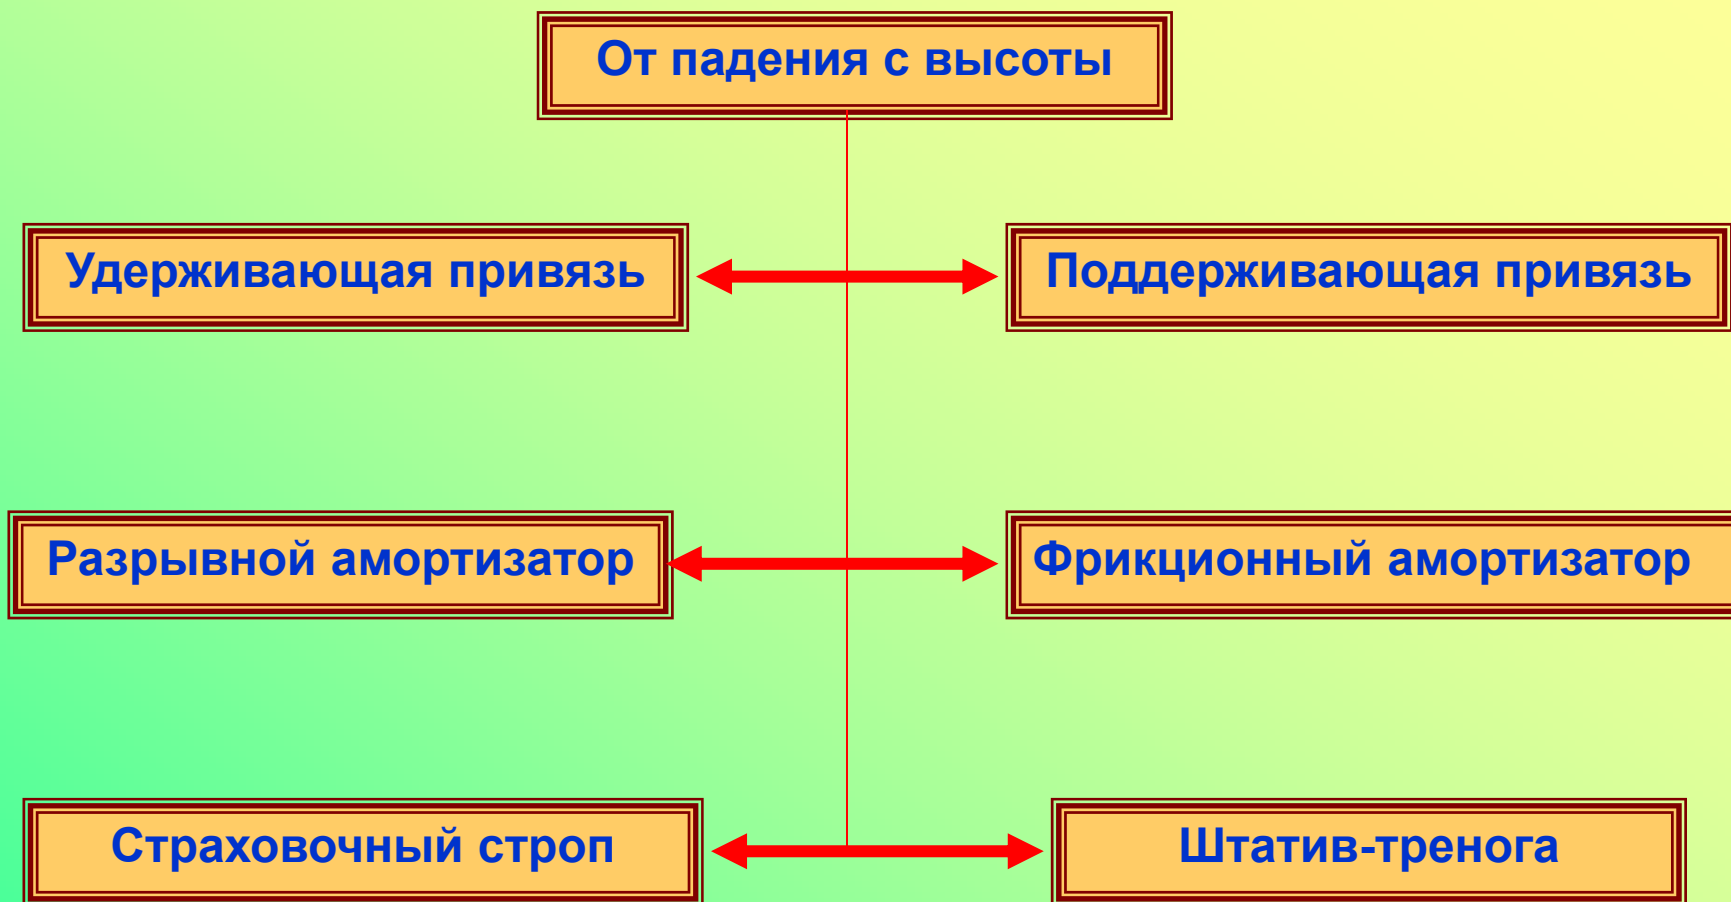 От падения с высоты
Удерживающая привязь
Поддерживающая привязь
Разрывной амортизатор
Фрикционный амортизатор
Страховочный строп
Штатив-тренога